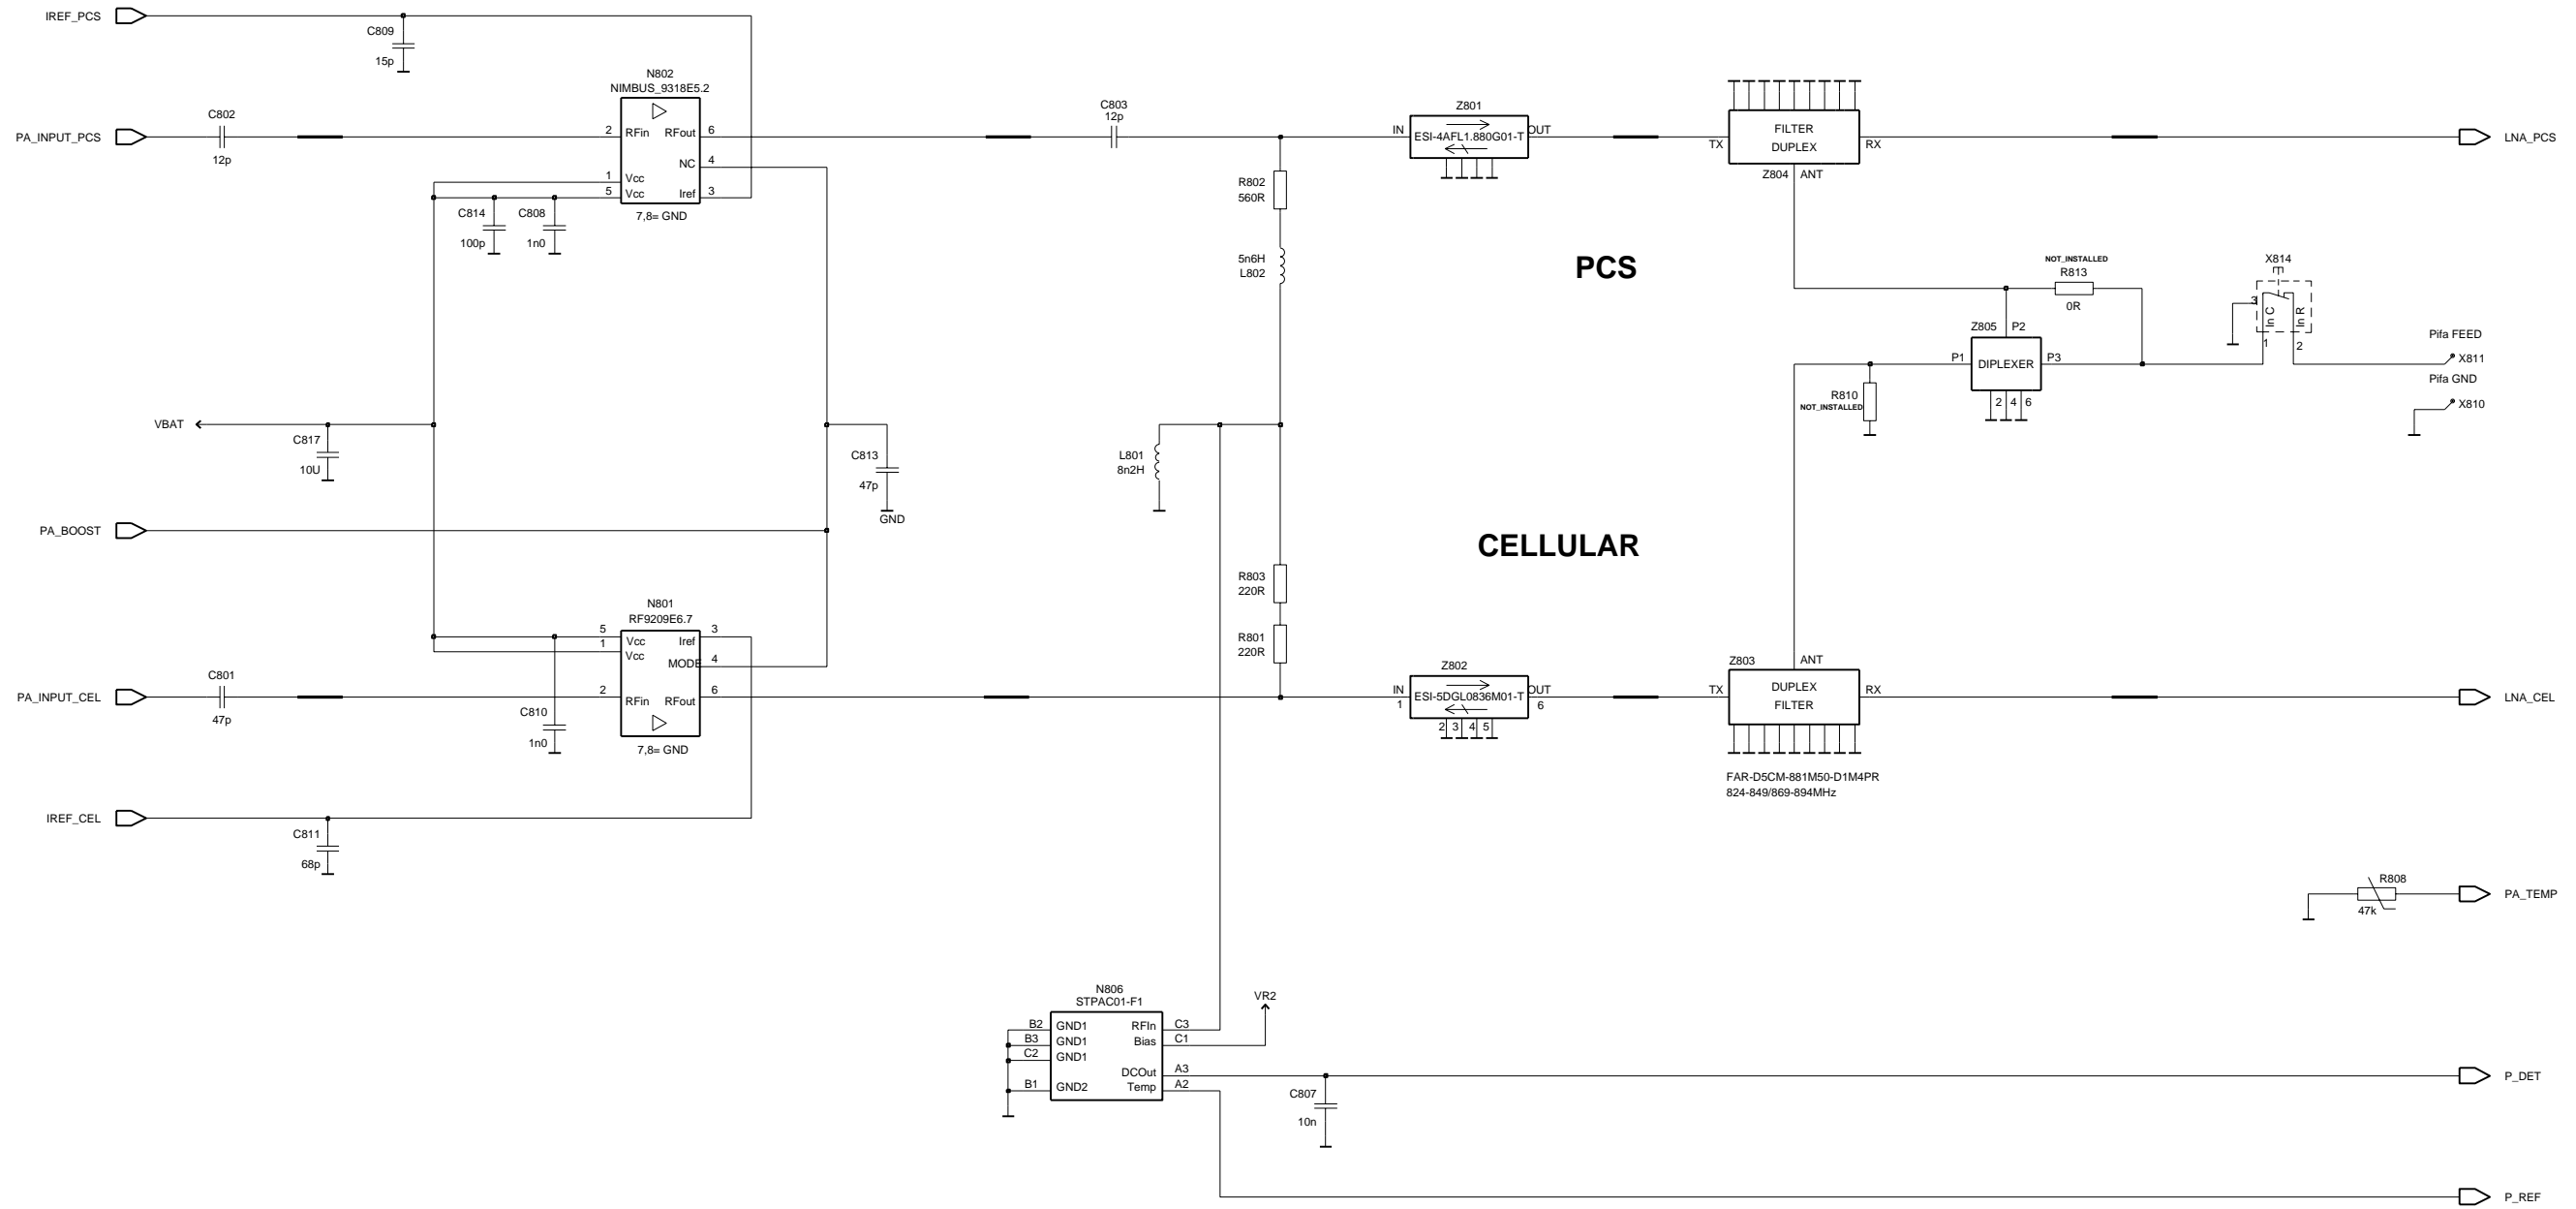 IREF_PCS
C809
15p
N802
NIMBUS_9318E5.2
PA_INPUT_PCS
C802
12p
2
RFin
RFout
6
NC
4
1
Vcc
5
Vcc
Iref
3
7,8= GND
C814
100p
C808
1n0
C803
12p
Z801
IN
ESI-4AFL1.880G01-T
OUT
FILTER
DUPLEX
TX
RX
Z804
ANT
LNA_PCS
R802
560R
5n6H
L802
PCS
NOT_INSTALLED
R813
0R
X814
3
In C
In R
1
2
Z805
P2
P1
DIPLEXER
P3
2
4
6
R810
NOT_INSTALLED
Pifa FEED
X811
Pifa GND
X810
VBAT
C817
10U
C813
47p
GND
L801
8n2H
PA_BOOST
CELLULAR
R803
220R
R801
220R
N801
RF9209E6.7
5
Vcc
Iref
3
1
Vcc
MODE
4
PA_INPUT_CEL
C801
47p
2
RFin
RFout
6
7,8= GND
C810
1n0
Z802
IN
1
ESI-5DGL0836M01-T
OUT
6
2
3
4
5
Z803
ANT
TX
DUPLEX
FILTER
RX
LNA_CEL
FAR-D5CM-881M50-D1M4PR
824-849/869-894MHz
IREF_CEL
C811
68p
R808
47k
PA_TEMP
N806
STPAC01-F1
VR2
B2
GND1
RFIn
C3
B3
GND1
Bias
C1
C2
GND1
DCOut
A3
B1
GND2
Temp
A2
C807
10n
P_DET
P_REF